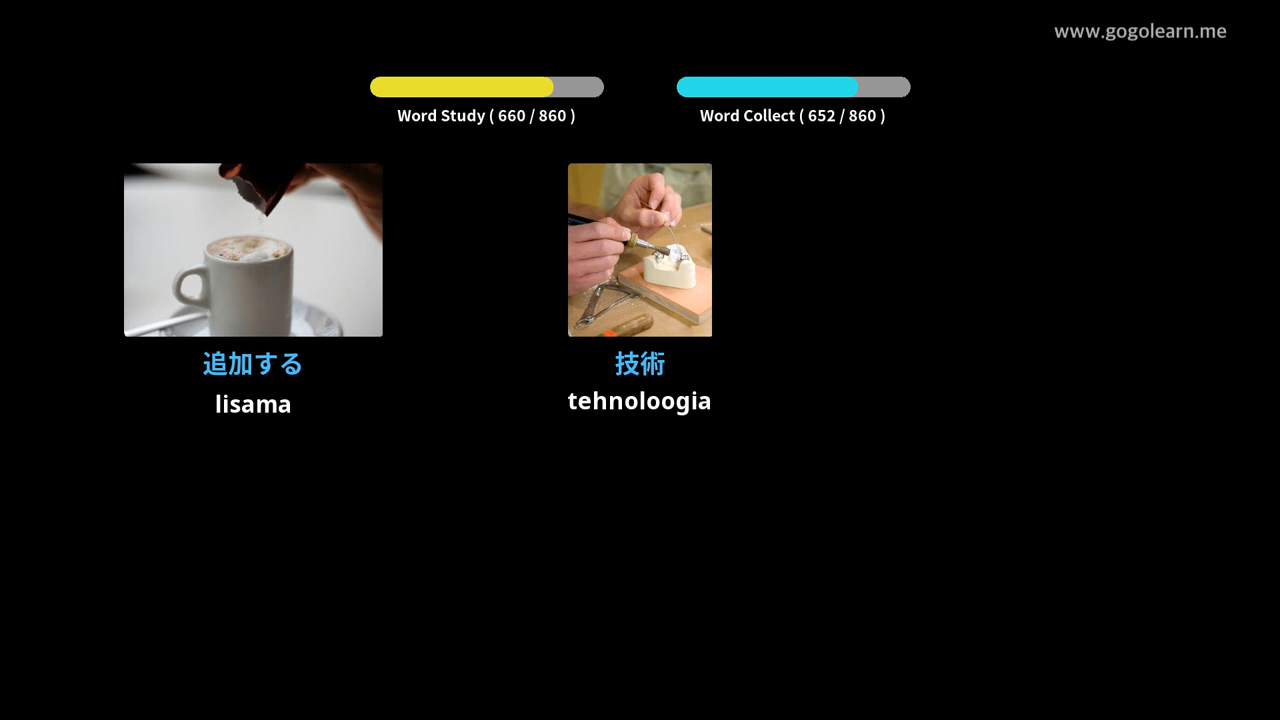 www.gogolearn.me
Word Study ( 660 / 860 )
Word Collect ( 652 / 860 )
追加する
lisama
技術
tehnoloogia